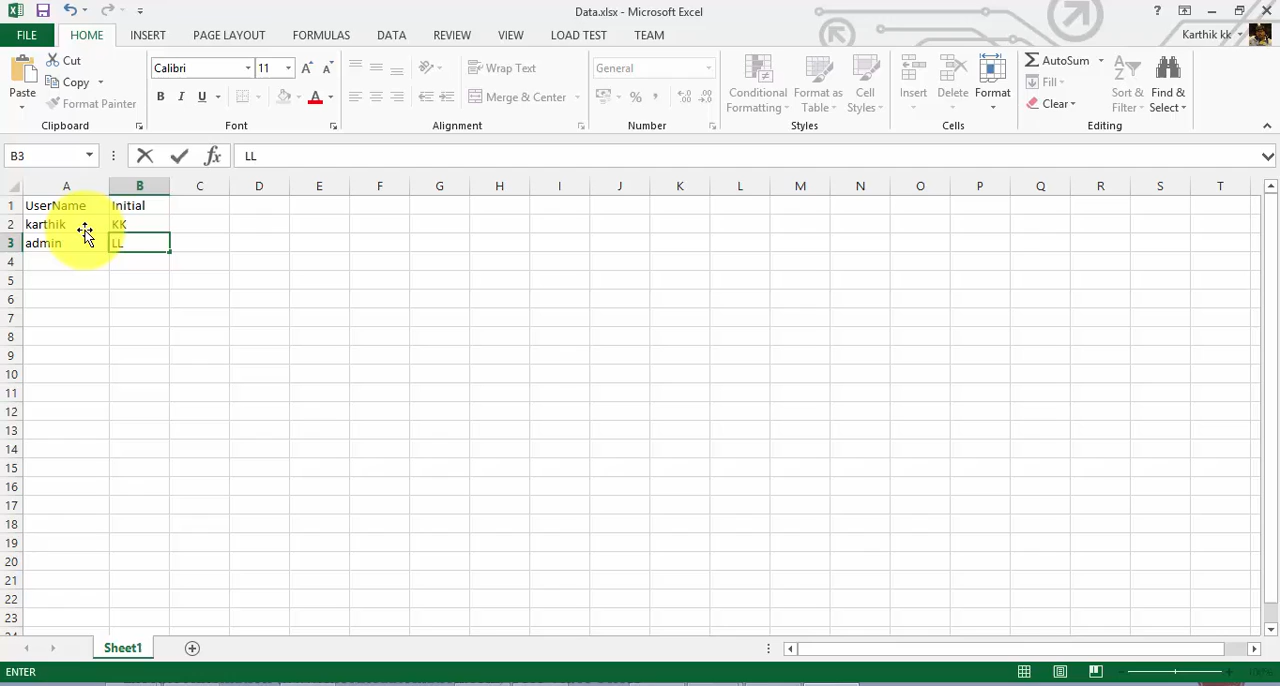 Data.xlsx - Microsoft Excel
?
FILE HOME INSERT PAGE LAYOUT FORMULAS DATA REVIEW VIEW LOAD TEST TEAM Karthik kk
Paste Cut
Copy
Format Painter
Calibri 11
B I U A
Wrap Text
Merge & Center
General
%
Conditional Formatting
Format as Table
Cell Styles
Insert Delete Format
AutoSum
Fill
Clear
Sort & Filter
Find & Select
Clipboard Font Alignment Number Styles Cells Editing
B3 fx LL
A B C D E F G H I J K L M N O P Q R S T
1 UserName Initial
2 karthik KK
3 admin LL
4
5
6
7
8
9
10
11
12
13
14
15
16
17
18
19
20
21
22
23
Sheet1
ENTER